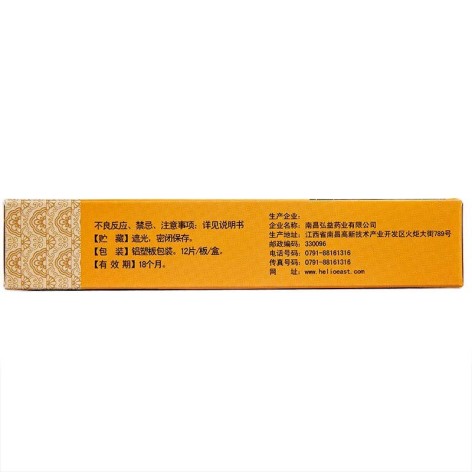 不良反应、禁忌、注意事项：详见说明书
【贮 藏】遮光，密闭保存。
【包 装】铝塑板包装。12片/板/盒。
【有 效 期】18个月。
生产企业：
企业名称：南昌弘益药业有限公司
生产地址：江西省南昌高新技术产业开发区火炬大街789号
邮政编码：330096
电话号码：0791-88161316
传真号码：0791-88161318
网 址：www.helioeast.com